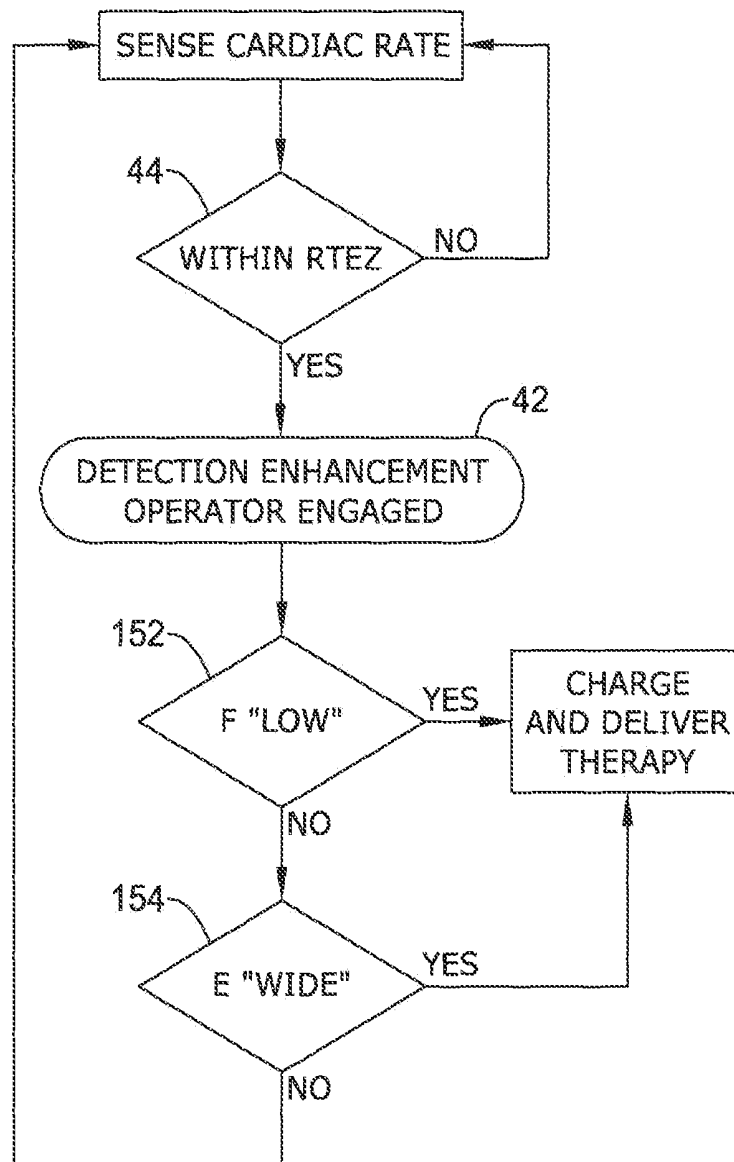 SENSE CARDIAC RATE
44
WITHIN RTEZ
NO
YES
42
DETECTION ENHANCEMENT
OPERATOR ENGAGED
152
F "LOW"
YES
CHARGE
AND DELIVER
THERAPY
NO
154
E "WIDE"
YES
NO